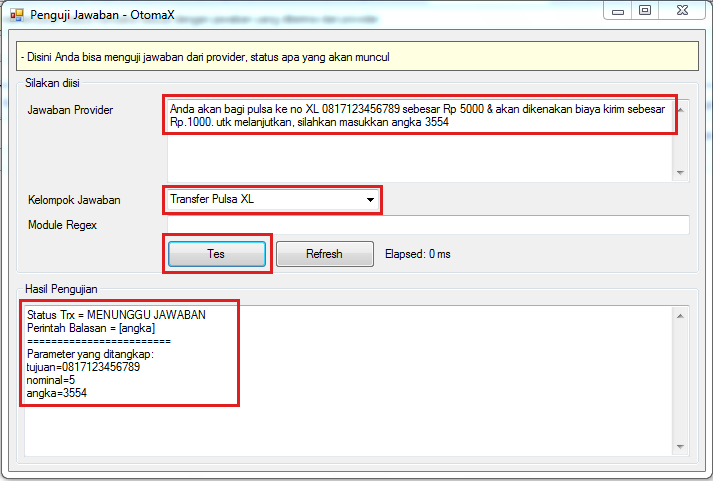 Penguji Jawaban - OtomaX
- Disini Anda bisa menguji jawaban dari provider, status apa yang akan muncul
Silakan diisi
Jawaban Provider
Anda akan bagi pulsa ke no XL 0817123456789 sebesar Rp 5000 & akan dikenakan biaya kirim sebesar
Rp.1000. utk melanjutkan, silahkan masukkan angka 3554
Kelompok Jawaban
Transfer Pulsa XL
Module Regex
Tes
Refresh
Elapsed: 0 ms
Hasil Pengujian
Status Trx = MENUNGGU JAWABAN
Perintah Balasan = [angka]
========================
Parameter yang ditangkap:
tujuan=0817123456789
nominal=5
angka=3554